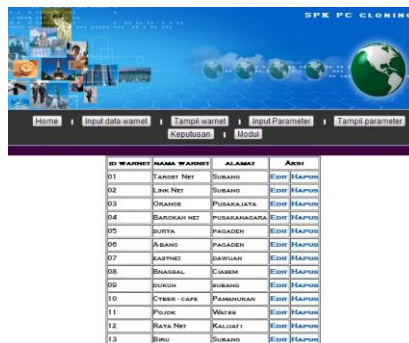 SPK PC CLONING
Home Input data warnet Tampil warnet Input Parameter Tampil parameter
Keputusan Modul
ID WARNET NAMA WARNET ALAMAT AKSI
01 TARGET NET SUBANG EDIT HAPUS
02 LINK NET SUBANG EDIT HAPUS
03 ORANGE PUSAKAJAYA EDIT HAPUS
04 BAROKAH NET PUSAKANAGARA EDIT HAPUS
05 SURYA PAGADEN EDIT HAPUS
06 A-BANG PAGADEN EDIT HAPUS
07 EASTNET DAWUAN EDIT HAPUS
08 CIASEM EDIT HAPUS
09 DUKUH SUBANG EDIT HAPUS
10 CYBER-CAFE PAMANUKAN EDIT HAPUS
11 POJOK EDIT HAPUS
12 RAYA NET EDIT HAPUS
13 BIRU SUBANG EDIT HAPUS